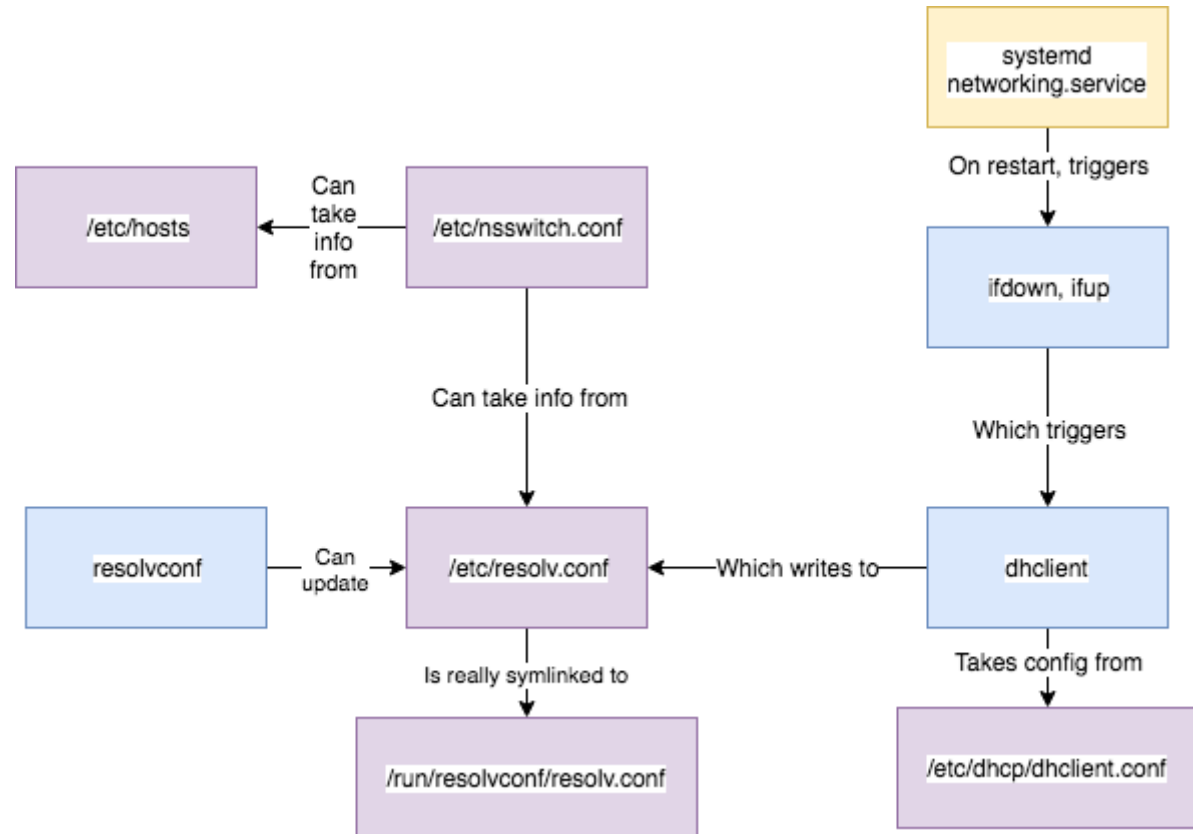 systemd
networking.service
On restart, triggers
/etc/hosts
Can
take
info
from
/etc/nsswitch.conf
ifdown, ifup
Can take info from
Which triggers
resolvconf
Can
update
/etc/resolv.conf
Which writes to
dhclient
Is really symlinked to
Takes config from
/run/resolvconf/resolv.conf
/etc/dhcp/dhclient.conf